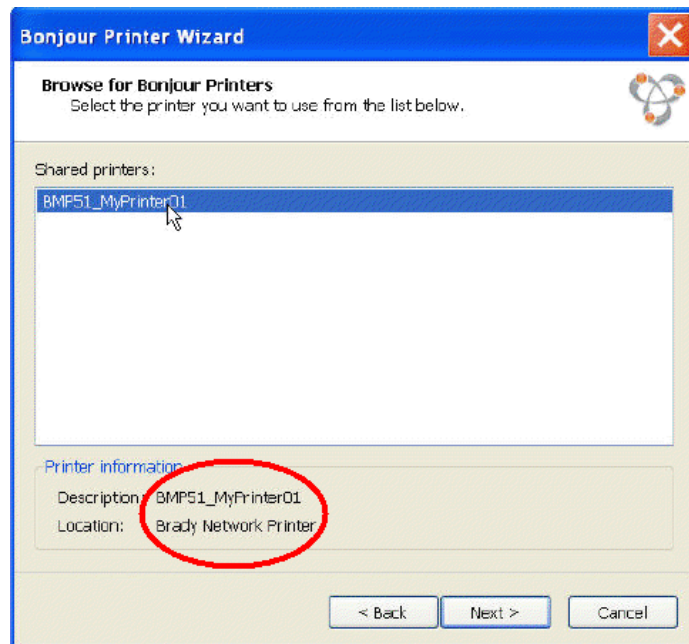 Bonjour Printer Wizard
Browse for Bonjour Printers
Select the printer you want to use from the list below.
Shared printers:
BMP51_MyPrinter01
Printer information
Description: BMP51_MyPrinter01
Location: Brady Network Printer
< Back Next > Cancel